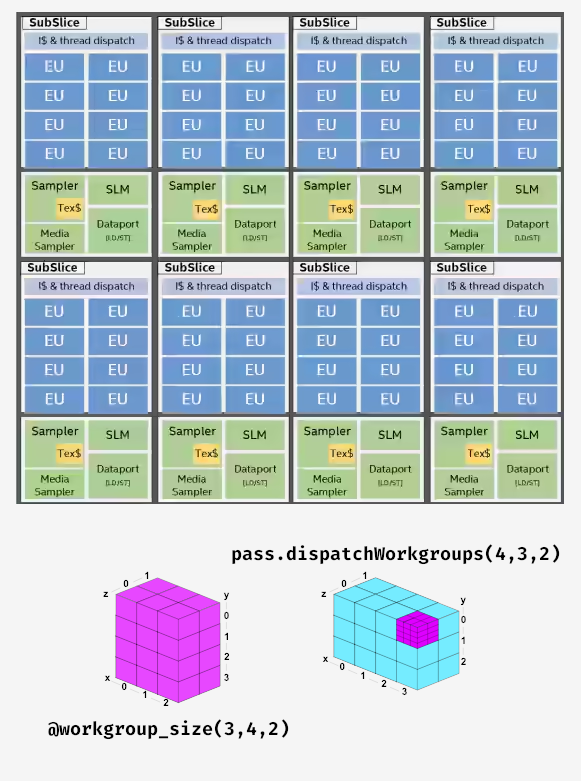 SubSlice SubSlice SubSlice SubSlice
I$ & thread dispatch I$ & thread dispatch I$ & thread dispatch I$ & thread dispatch
EU EU EU EU EU EU EU EU
EU EU EU EU EU EU EU EU
EU EU EU EU EU EU EU EU
EU EU EU EU EU EU EU EU
Sampler SLM Sampler SLM Sampler SLM Sampler SLM
Tex$ Tex$ Tex$ Tex$
Media Sampler Dataport [LD/ST] Media Sampler Dataport [LD/ST] Media Sampler Dataport [LD/ST] Media Sampler Dataport [LD/ST]
SubSlice SubSlice SubSlice SubSlice
I$ & thread dispatch I$ & thread dispatch I$ & thread dispatch I$ & thread dispatch
EU EU EU EU EU EU EU EU
EU EU EU EU EU EU EU EU
EU EU EU EU EU EU EU EU
EU EU EU EU EU EU EU EU
Sampler SLM Sampler SLM Sampler SLM Sampler SLM
Tex$ Tex$ Tex$ Tex$
Media Sampler Dataport [LD/ST] Media Sampler Dataport [LD/ST] Media Sampler Dataport [LD/ST] Media Sampler Dataport [LD/ST]
pass.dispatchWorkgroups(4,3,2)
z 0 1 y
0
1
2
3
x 0 1 2
z 0 1 y
0
1
2
x 0 1 2 3
@workgroup_size(3,4,2)